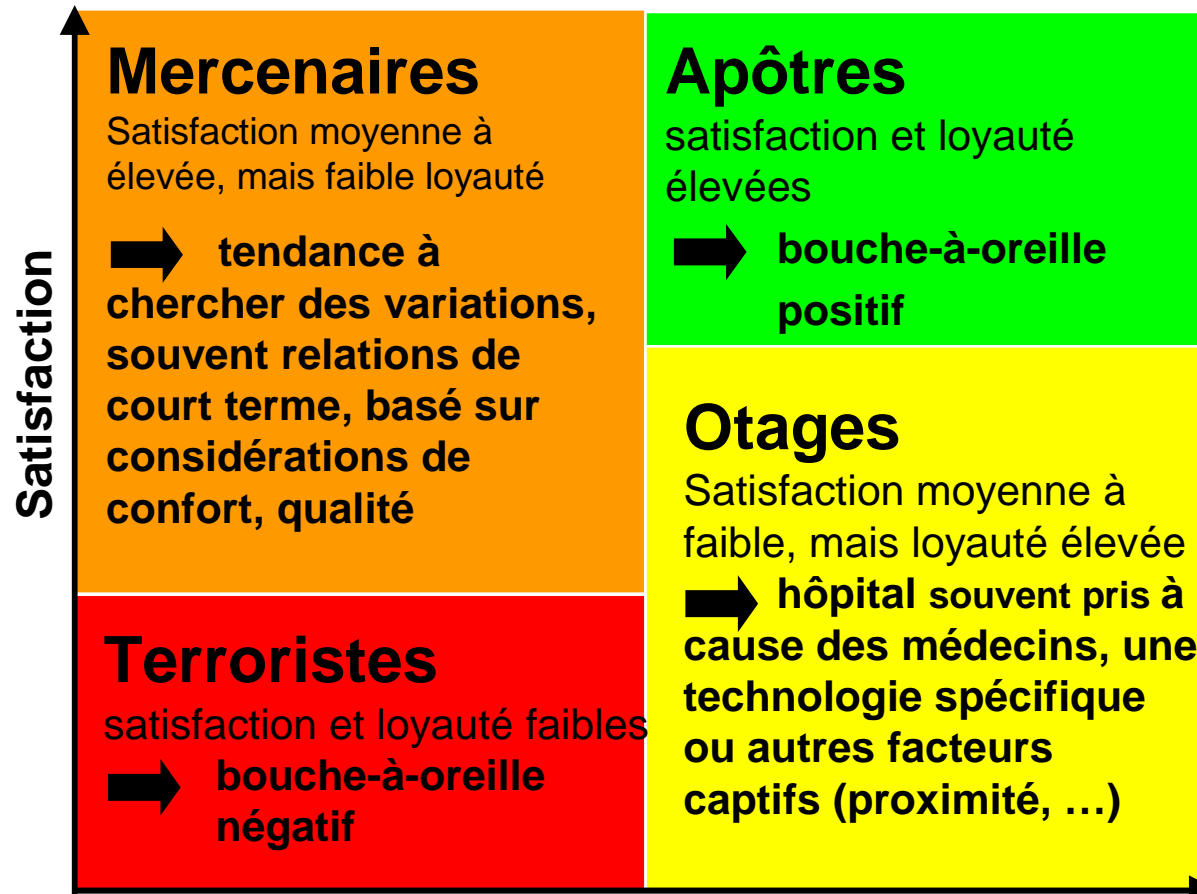 Satisfaction
Mercenaires
Satisfaction moyenne à
élevée, mais faible loyauté
tendance à
chercher des variations,
souvent relations de
court terme, basé sur
considérations de
confort, qualité
Apôtres
satisfaction et loyauté
élevées
bouche-à-oreille
positif
Terroristes
satisfaction et loyauté faibles
bouche-à-oreille
négatif
Otages
Satisfaction moyenne à
faible, mais loyauté élevée
hôpital souvent pris à
cause des médecins, une
technologie spécifique
ou autres facteurs
captifs (proximité, …)